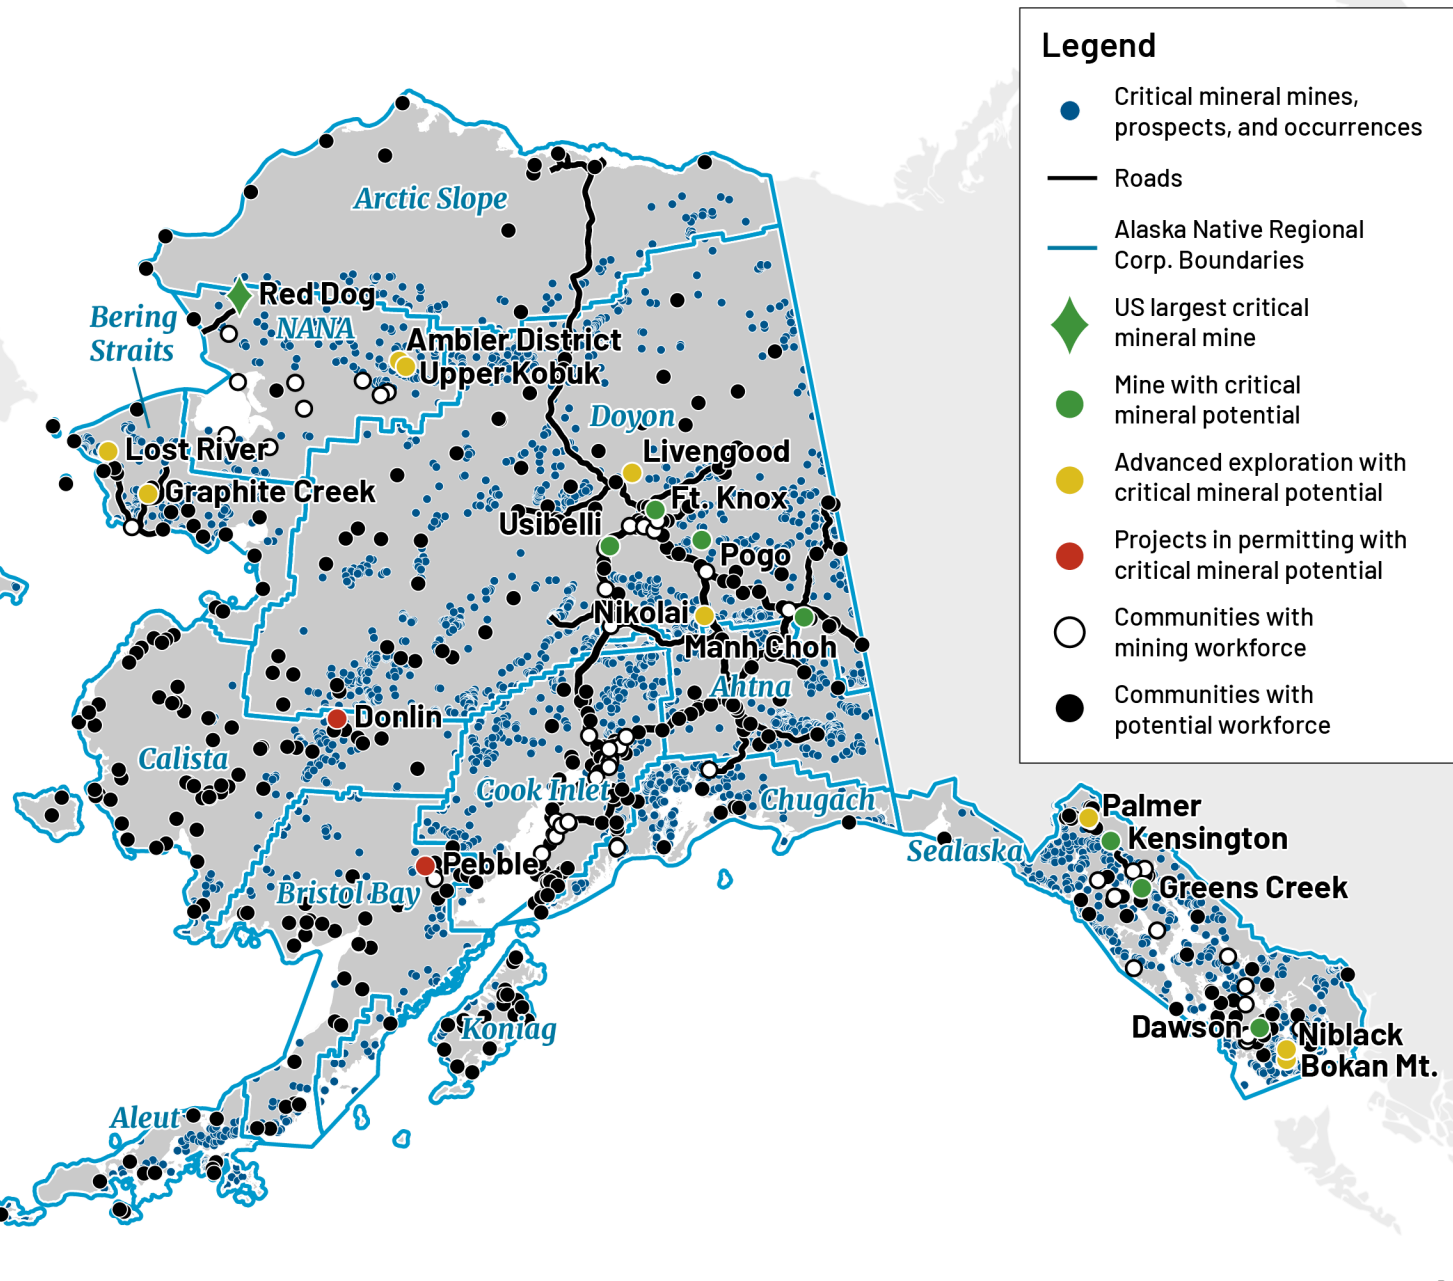 Legend
Critical mineral mines,
prospects, and occurrences
Roads
Alaska Native Regional
Corp. Boundaries
US largest critical
mineral mine
Mine with critical
mineral potential
Advanced exploration with
critical mineral potential
Projects in permitting with
critical mineral potential
Communities with
mining workforce
Communities with
potential workforce
Arctic Slope
Red Dog
Bering
Straits
NANA
Ambler District
Upper Kobuk
Doyon
Lost River
Livengood
Graphite Creek
Ft. Knox
Usibelli
Pogo
Nikolai
Manh Choh
Ahtna
Donlin
Calista
Cook Inlet
Chugach
Palmer
Kensington
Sealaska
Pebble
Bristol Bay
Greens Creek
Koniag
Dawson
Niblack
Bokan Mt.
Aleut